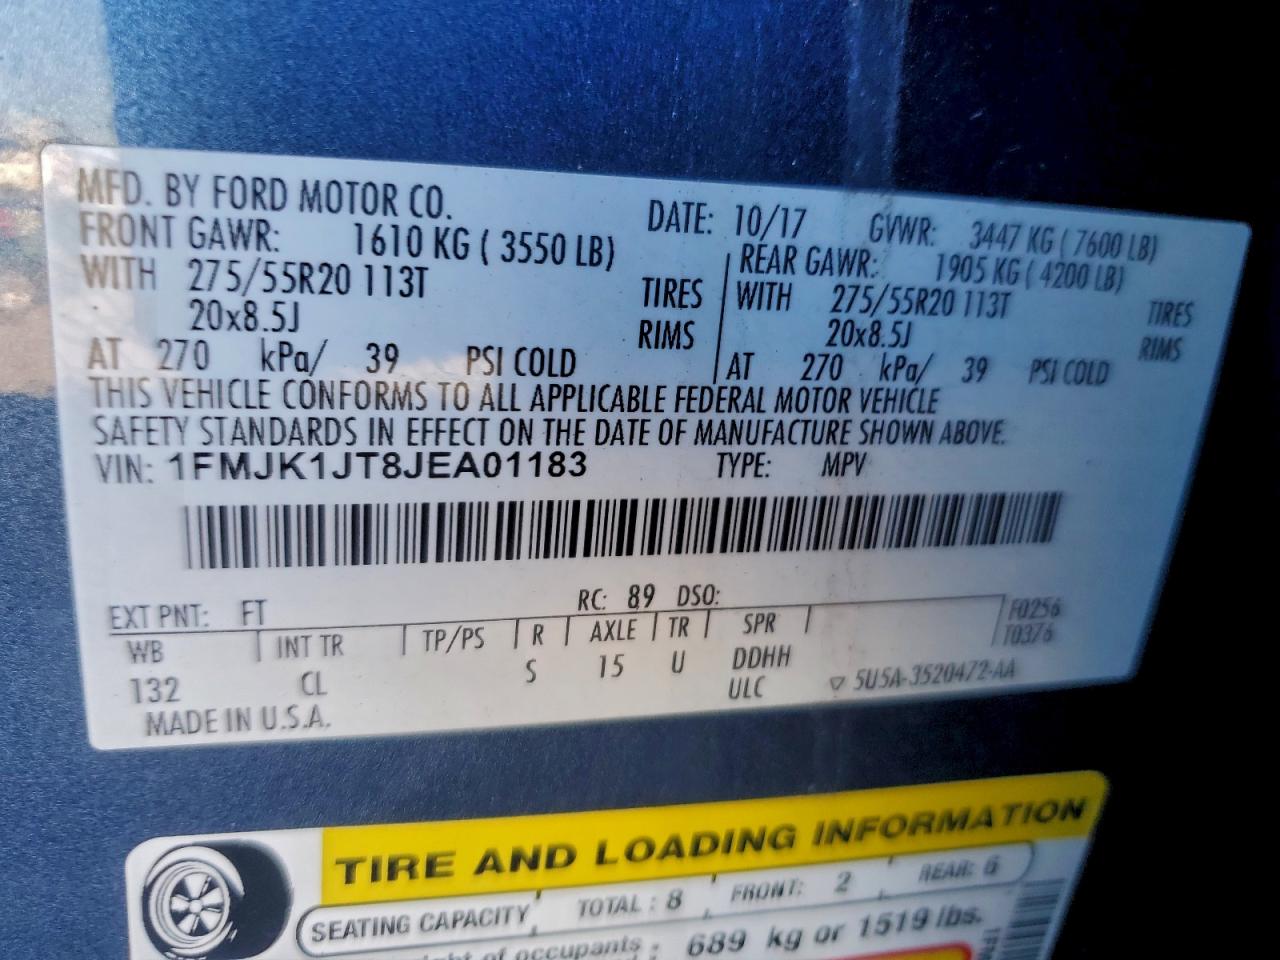 MFD. BY FORD MOTOR CO.
DATE: 10/17 GVWR: 3447 KG ( 7600 LB)
FRONT GAWR: 1610 KG ( 3550 LB)
REAR GAWR: 1905 KG ( 4200 LB)
WITH 275/55R20 113T TIRES
WITH 275/55R20 113T TIRES
20x8.5J RIMS
20x8.5J RIMS
AT 270 kPa/ 39 PSI COLD
AT 270 kPa/ 39 PSI COLD
THIS VEHICLE CONFORMS TO ALL APPLICABLE FEDERAL MOTOR VEHICLE
SAFETY STANDARDS IN EFFECT ON THE DATE OF MANUFACTURE SHOWN ABOVE.
VIN: 1FMJK1JT8JEA01183 TYPE: MPV
EXT PNT: FT RC: 89 DSO:
F0256
T0376
WB INT TR TP/PS R AXLE TR SPR
132 CL S 15 U DDHH
ULC ▽ 5U5A-3520472-AA
MADE IN U.S.A.
TIRE AND LOADING INFORMATION
SEATING CAPACITY TOTAL : 8 FRONT: 2 REAR: 6
of occupants : 689 kg or 1519 lbs.